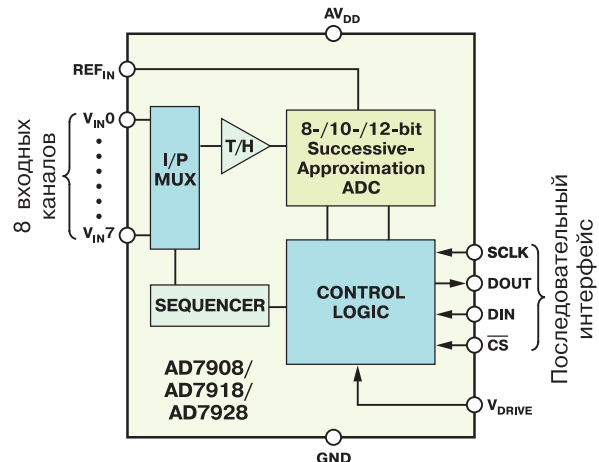 AVDD
REFIN
VIN0
8 входных
каналов
VIN7
I/P
MUX
T/H
8-/10-/12-bit
Successive-
Approximation
ADC
SEQUENCER
CONTROL
LOGIC
SCLK
DOUT
DIN
CS
Последовательный
интерфейс
AD7908/
AD7918/
AD7928
VDRIVE
GND